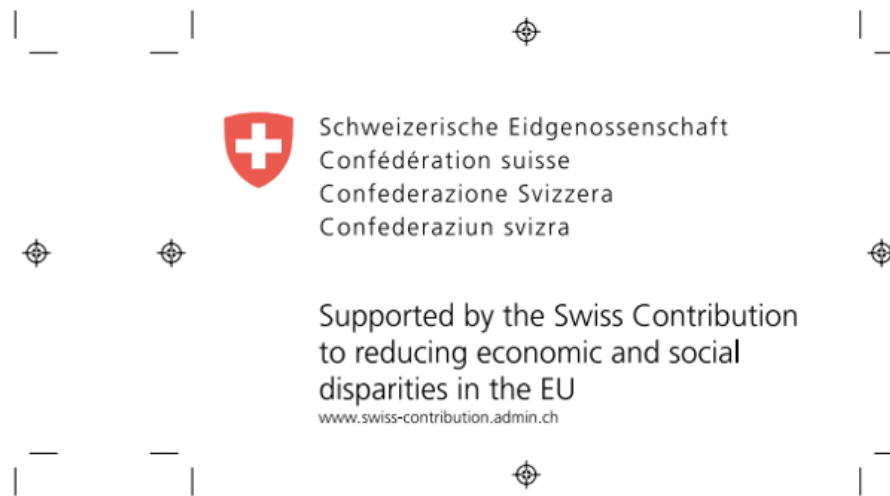 Schweizerische Eidgenossenschaft
Confédération suisse
Confederazione Svizzera
Confederaziun svizra
Supported by the Swiss Contribution
to reducing economic and social
disparities in the EU
www.swiss-contribution.admin.ch